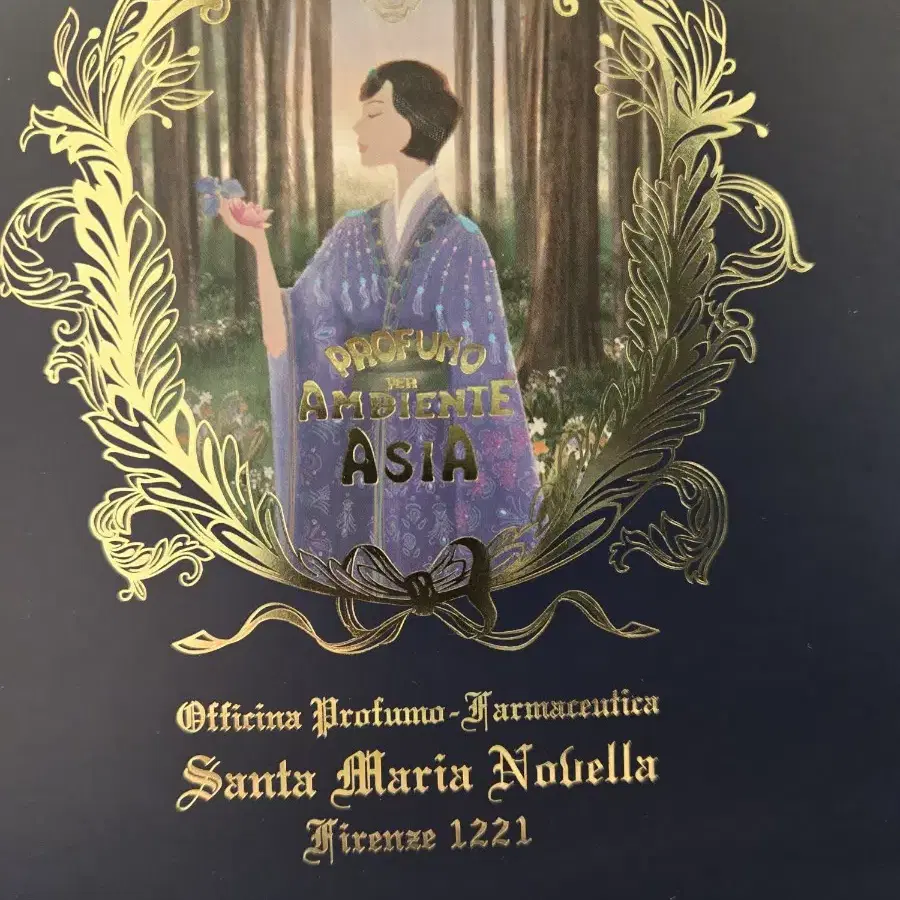 PROFUMO
PER
AMBIENTE
ASIA
Officina Profumo-Farmaceutica
Santa Maria Novella
Firenze 1221